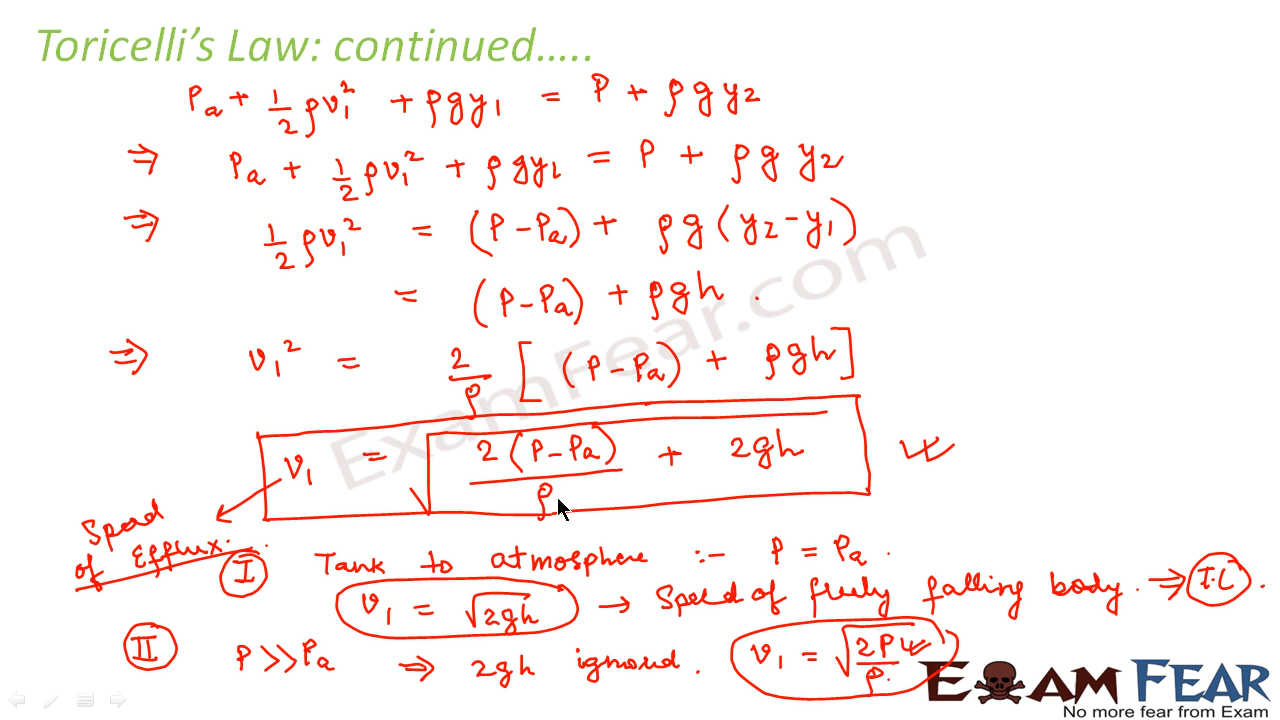 Toricelli's Law: continued.....
Pa + 1/2 ρv₁² + ρgy₁ = P + ρgy₂
⇒ Pa + 1/2 ρv₁² + ρgy₁ = P + ρgy₂
⇒ 1/2 ρv₁² = (P-Pa) + ρg(y₂-y₁)
= (P-Pa) + ρgh.
⇒ v₁² = 2/ρ [(P-Pa) + ρgh]
v₁ = √(2(P-Pa)/ρ + 2gh)
Speed of Efflux.
I Tank to atmosphere :- P = Pa.
v₁ = √2gh → Speed of freely falling body. ⇒ T.L.
II P>>Pa ⇒ 2gh ignored. v₁ = √(2P/ρ).
ExamFear.com
EXAM FEAR
No more fear from Exam